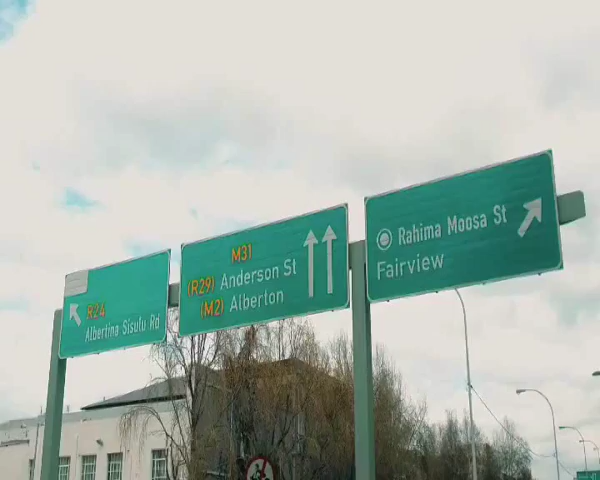 R24
Albertina Sisulu Rd
M31
(R29) Anderson St
(M2) Alberton
Rahima Moosa St
Fairview